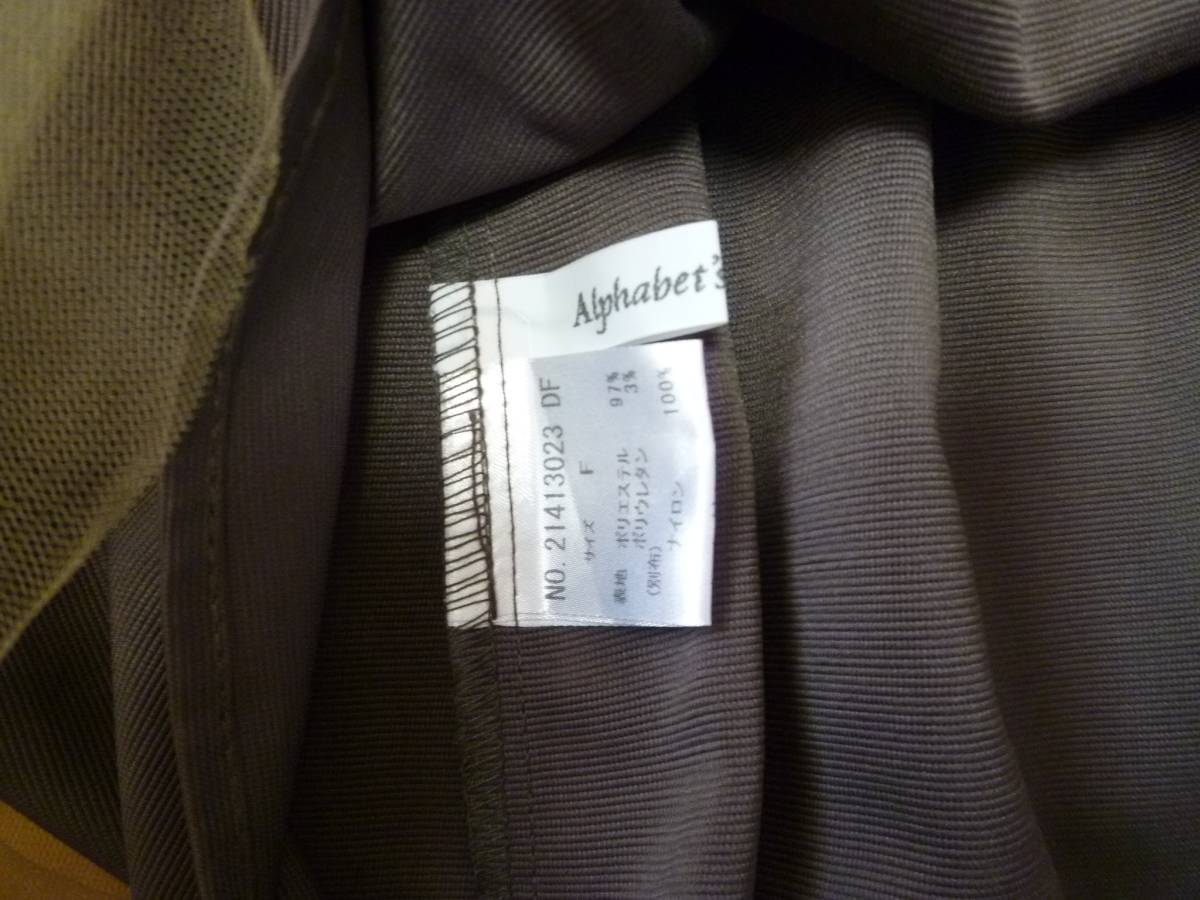 Alphabet's
NO. 21413023 DF
サイズ F
表地 ポリエステル 97%
ポリウレタン 3%
(別布)
ナイロン 100%